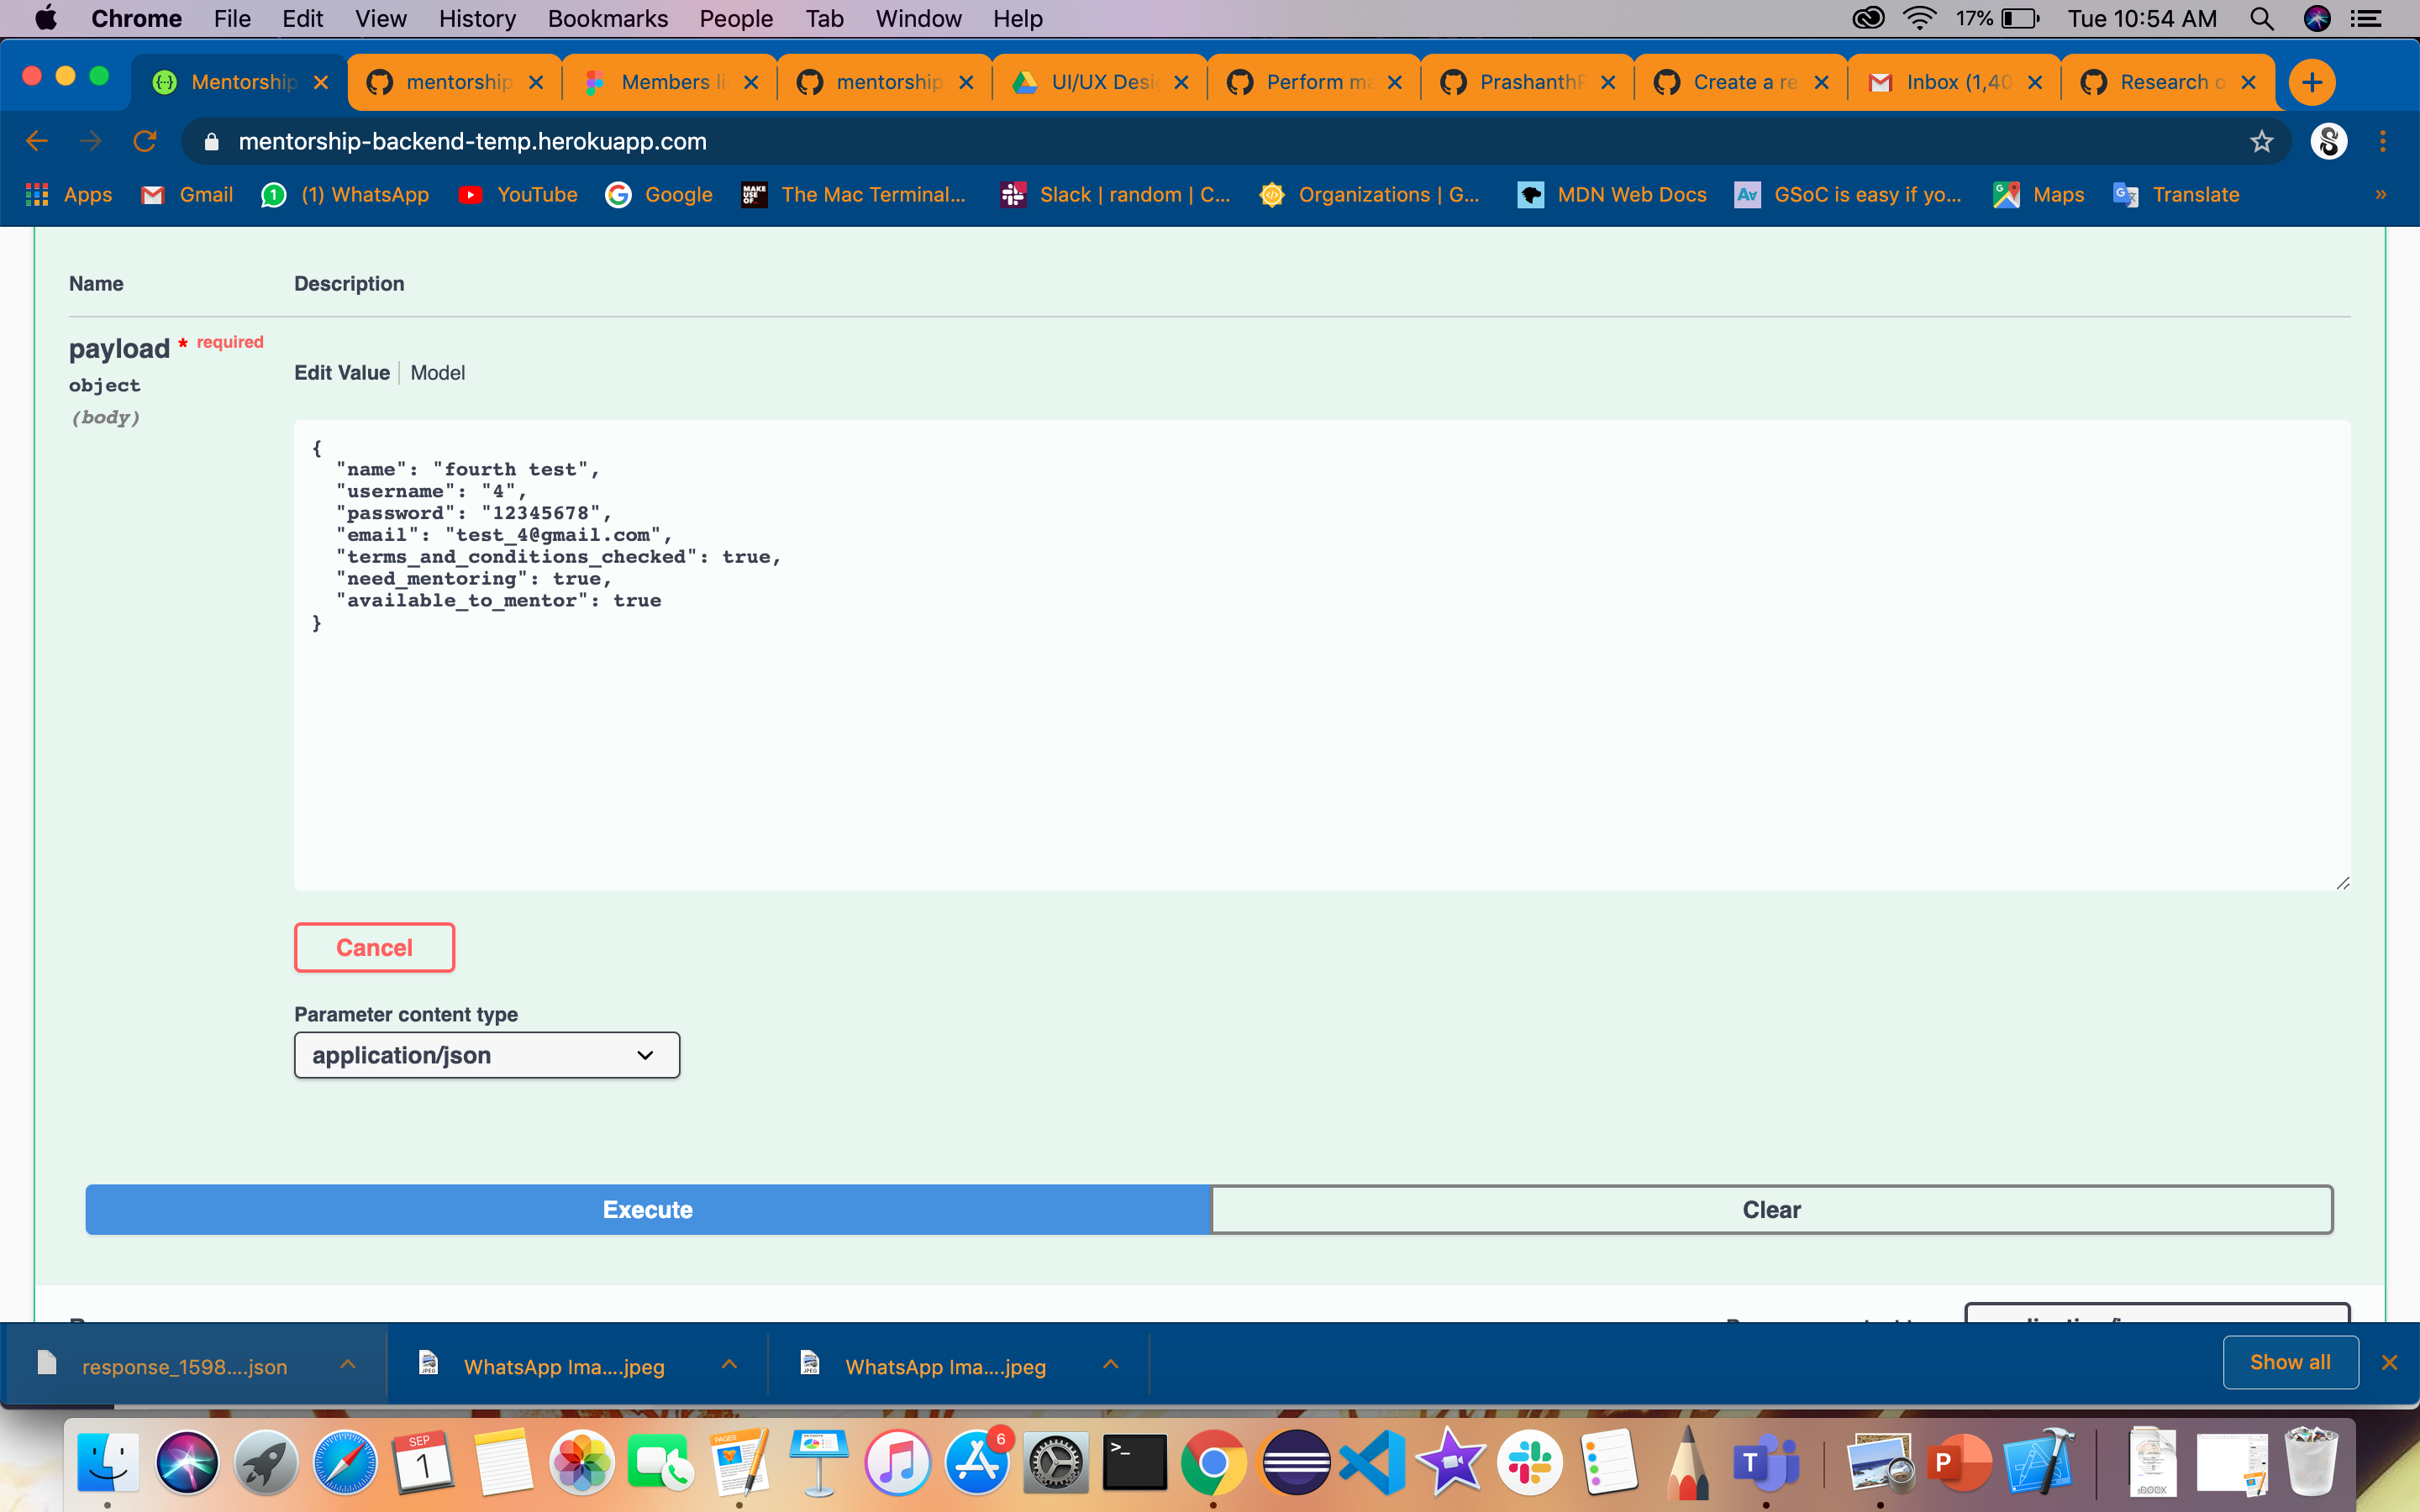 Chrome File Edit View History Bookmarks People Tab Window Help 17% Tue 10:54 AM
Mentorship mentorship Members li mentorship UI/UX Desi Perform ma PrashanthP Create a re Inbox (1,40 Research o
mentorship-backend-temp.herokuapp.com
Apps Gmail (1) WhatsApp YouTube Google The Mac Terminal... Slack | random | C... Organizations | G... MDN Web Docs GSoC is easy if yo... Maps Translate »
Name Description
payload * required
object
(body)
Edit Value | Model
{
"name": "fourth test",
"username": "4",
"password": "12345678",
"email": "test_4@gmail.com",
"terms_and_conditions_checked": true,
"need_mentoring": true,
"available_to_mentor": true
}
Cancel
Parameter content type
application/json
Execute Clear
response_1598....json WhatsApp Ima....jpeg WhatsApp Ima....jpeg Show all
SEP
1
PAGES
6
DOCX